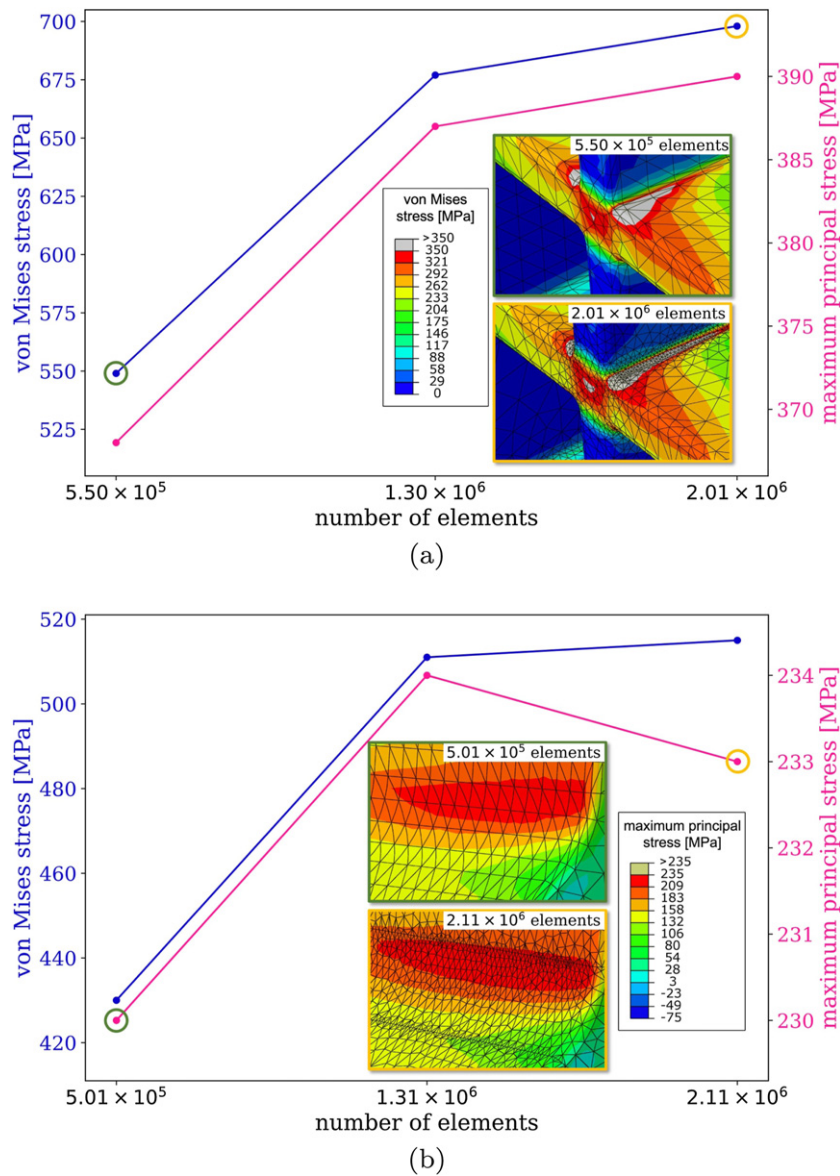 700
675
650
625
600
575
550
525
von Mises stress [MPa]
390
385
380
375
370
maximum principal stress [MPa]
5.50 × 10⁵ elements
von Mises
stress [MPa]
>350
350
321
292
262
233
204
175
146
117
88
58
29
0
2.01 × 10⁶ elements
5.50 × 10⁵
1.30 × 10⁶
2.01 × 10⁶
number of elements
(a)
520
500
480
460
440
420
von Mises stress [MPa]
234
233
232
231
230
maximum principal stress [MPa]
5.01 × 10⁵ elements
maximum principal
stress [MPa]
>235
235
209
183
158
132
106
80
54
28
3
-23
-49
-75
2.11 × 10⁶ elements
5.01 × 10⁵
1.31 × 10⁶
2.11 × 10⁶
number of elements
(b)